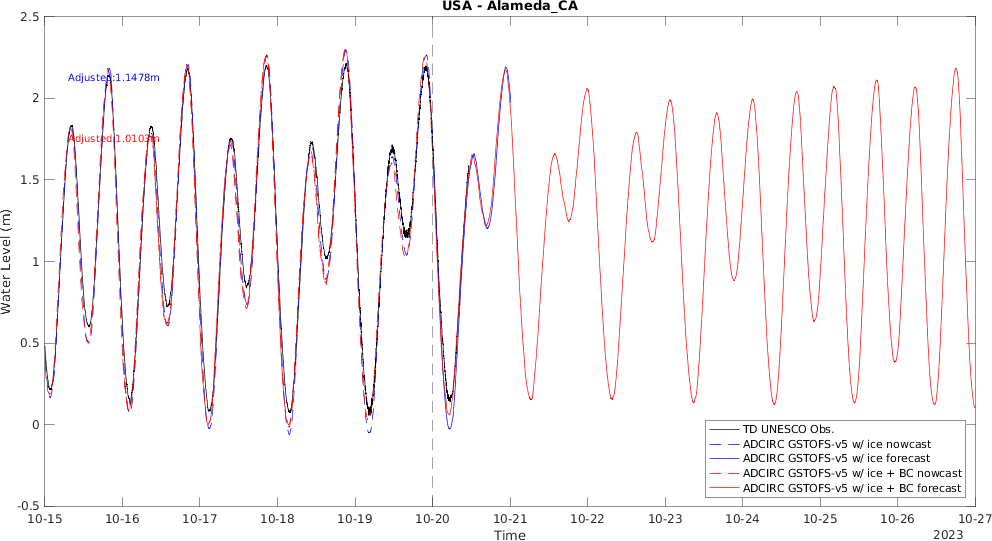 USA - Alameda_CA
2.5
2
1.5
1
0.5
0
-0.5
Water Level (m)
Adjusted:1.1478m
Adjusted:1.0103m
TD UNESCO Obs.
ADCIRC GSTOFS-v5 w/ ice nowcast
ADCIRC GSTOFS-v5 w/ ice forecast
ADCIRC GSTOFS-v5 w/ ice + BC nowcast
ADCIRC GSTOFS-v5 w/ ice + BC forecast
10-15 10-16 10-17 10-18 10-19 10-20 10-21 10-22 10-23 10-24 10-25 10-26 10-27
Time
2023